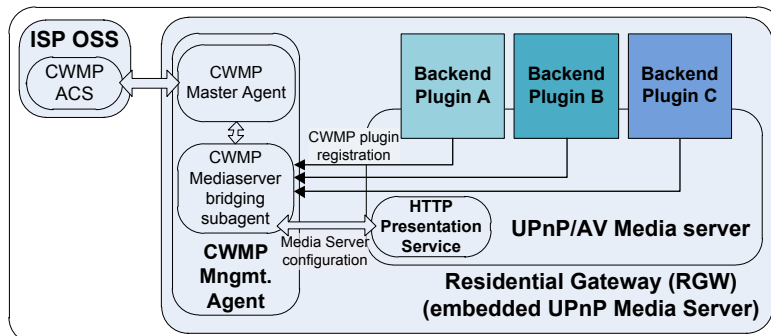 ISP OSS
CWMP
ACS
CWMP
Master Agent
CWMP
Mediaserver
bridging
subagent
CWMP
Mngmt.
Agent
CWMP plugin
registration
Media Server
configuration
Backend
Plugin A
Backend
Plugin B
Backend
Plugin C
HTTP
Presentation
Service
UPnP/AV Media server
Residential Gateway (RGW)
(embedded UPnP Media Server)